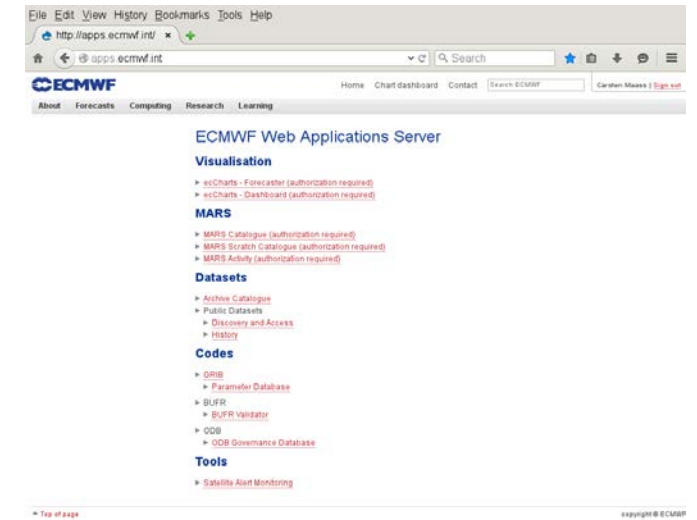 File Edit View History Bookmarks Tools Help
http://apps.ecmwf.int/ × +
apps.ecmwf.int Search
ECMWF Home Chart dashboard Contact Search ECMWF Carsten Maass | Sign out
About Forecasts Computing Research Learning
ECMWF Web Applications Server
Visualisation
ecCharts - Forecaster (authorization required)
ecCharts - Dashboard (authorization required)
MARS
MARS Catalogue (authorization required)
MARS Scratch Catalogue (authorization required)
MARS Activity (authorization required)
Datasets
Archive Catalogue
Public Datasets
Discovery and Access
History
Codes
GRIB
Parameter Database
BUFR
BUFR Validator
ODB
ODB Governance Database
Tools
Satellite Alert Monitoring
Top of page copyright © ECMWF